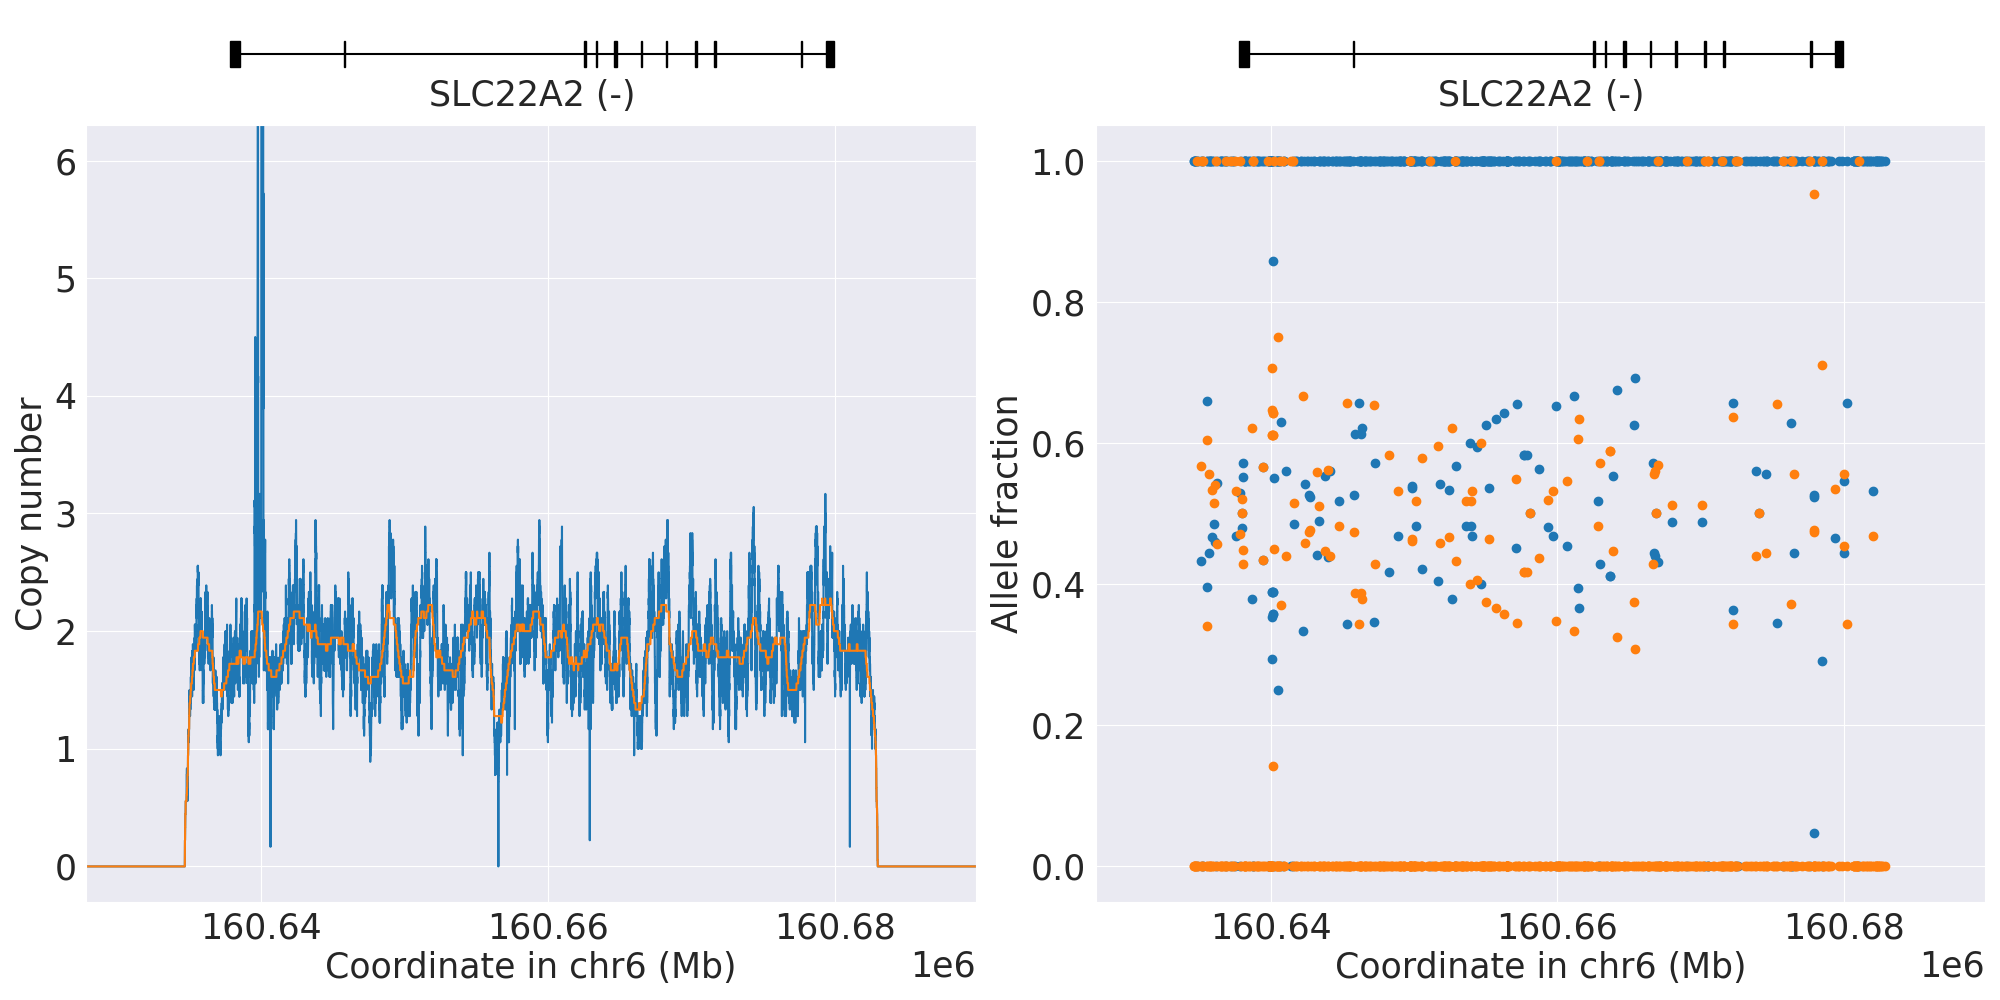 SLC22A2 (-)
6
5
4
3
2
1
0
Copy number
160.64 160.66 160.68
Coordinate in chr6 (Mb) 1e6
SLC22A2 (-)
1.0
0.8
0.6
0.4
0.2
0.0
Allele fraction
160.64 160.66 160.68
Coordinate in chr6 (Mb) 1e6